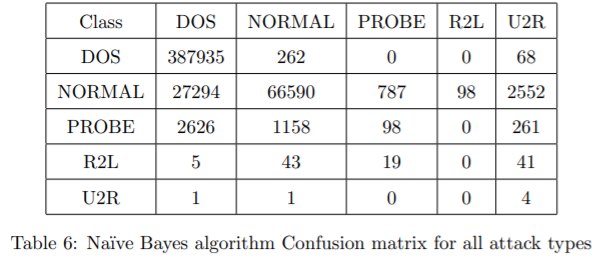 Class DOS NORMAL PROBE R2L U2R
DOS 387935 262 0 0 68
NORMAL 27294 66590 787 98 2552
PROBE 2626 1158 98 0 261
R2L 5 43 19 0 41
U2R 1 1 0 0 4
Table 6: Naïve Bayes algorithm Confusion matrix for all attack types